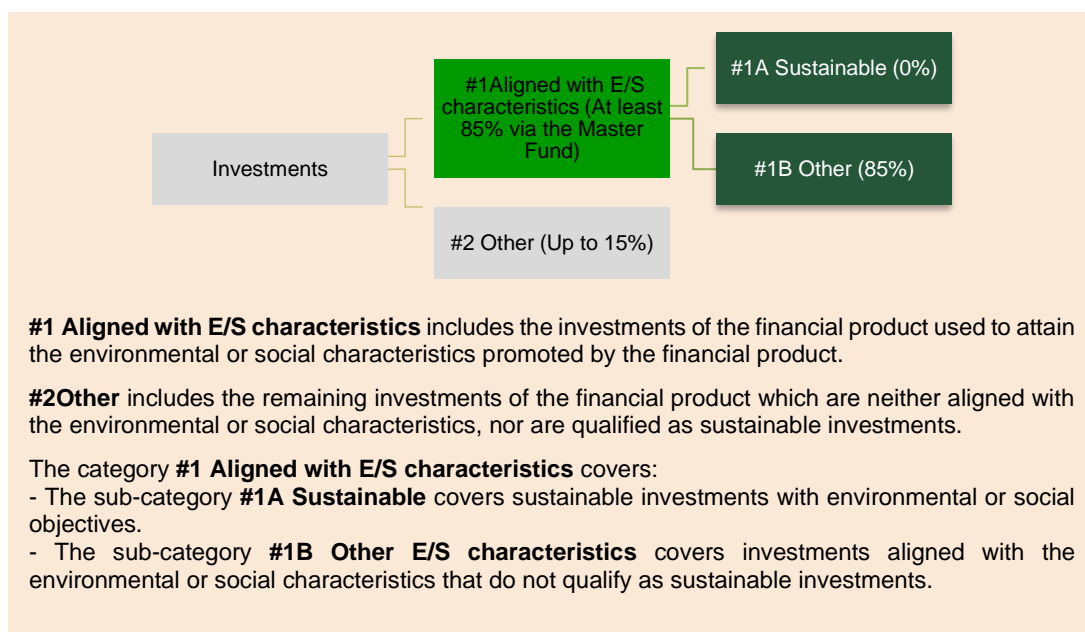 #1Aligned with E/S
characteristics (At least
85% via the Master
Fund)
#1A Sustainable (0%)
Investments
#1B Other (85%)
#2 Other (Up to 15%)
#1 Aligned with E/S characteristics includes the investments of the financial product used to attain
the environmental or social characteristics promoted by the financial product.
#2Other includes the remaining investments of the financial product which are neither aligned with
the environmental or social characteristics, nor are qualified as sustainable investments.
The category #1 Aligned with E/S characteristics covers:
- The sub-category #1A Sustainable covers sustainable investments with environmental or social
objectives.
- The sub-category #1B Other E/S characteristics covers investments aligned with the
environmental or social characteristics that do not qualify as sustainable investments.